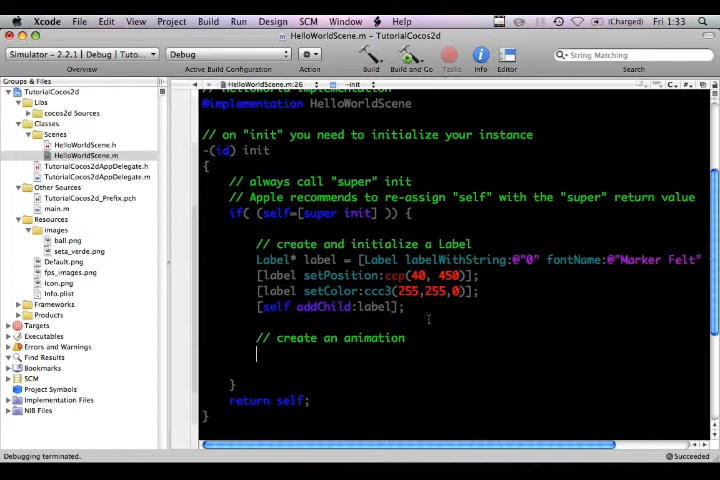 Xcode File Edit View Project Build Run Design SCM Window Help (Charged) Fri 1:33
HelloWorldScene.m - TutorialCocos2d
Simulator - 2.2.1 | Debug | Tuto... Debug String Matching
Overview Active Build Configuration Action Build Build and Go Tasks Info Editor Search
Groups & Files
HelloWorldScene.m:26 -init
TutorialCocos2d
Libs
cocos2d Sources
Classes
Scenes
HelloWorldScene.h
HelloWorldScene.m
TutorialCocos2dAppDelegate.h
TutorialCocos2dAppDelegate.m
Other Sources
TutorialCocos2d_Prefix.pch
main.m
Resources
images
ball.png
seta_verde.png
Default.png
fps_images.png
Icon.png
Info.plist
Frameworks
Products
Targets
Executables
Errors and Warnings
Find Results
Bookmarks
SCM
Project Symbols
Implementation Files
NIB Files
// HelloWorld implementation
@implementation HelloWorldScene
// on "init" you need to initialize your instance
-(id) init
{
// always call "super" init
// Apple recommends to re-assign "self" with the "super" return value
if( (self=[super init] )) {
// create and initialize a Label
Label* label = [Label labelWithString:@"0" fontName:@"Marker Felt"
[label setPosition:ccp(40, 450)];
[label setColor:ccc3(255,255,0)];
[self addChild:label];
// create an animation
}
return self;
}
Debugging terminated. Succeeded